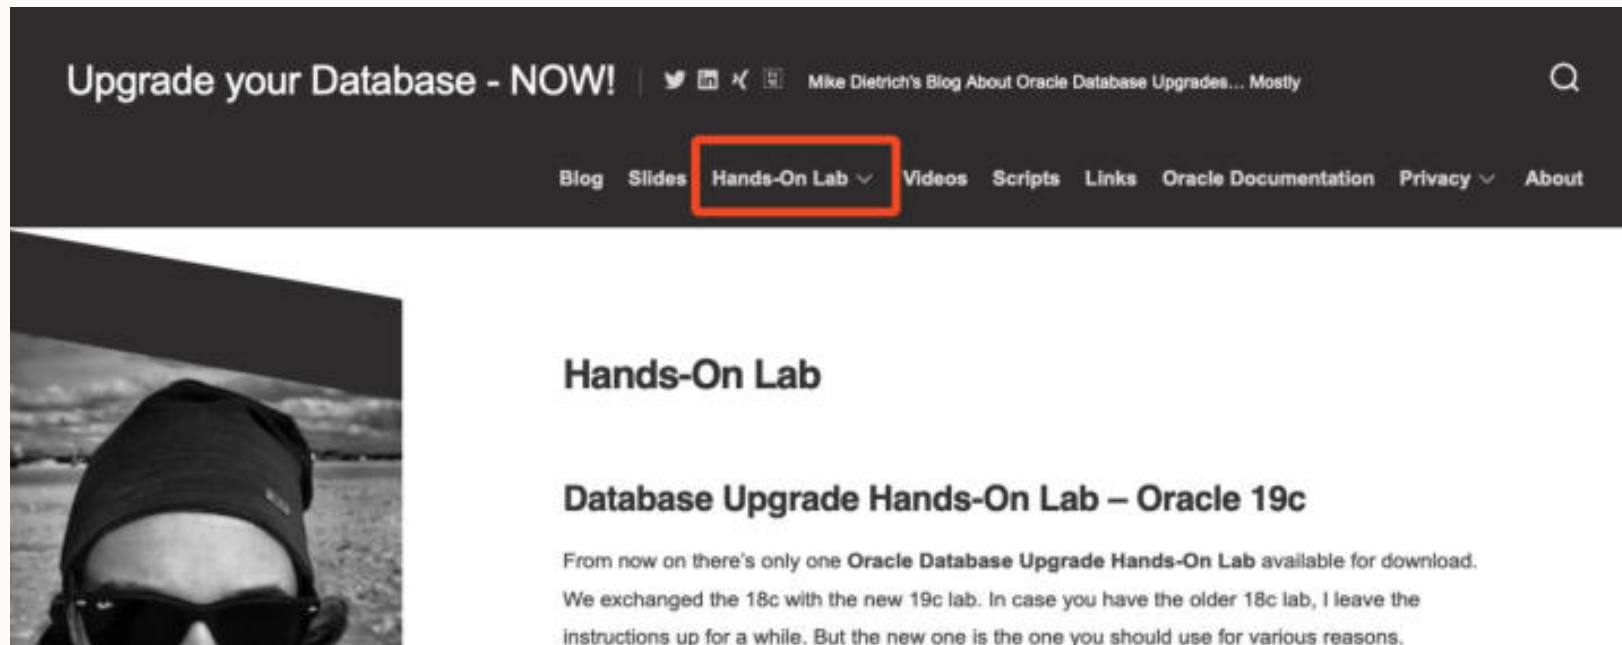 Upgrade your Database - NOW!
Mike Dietrich's Blog About Oracle Database Upgrades... Mostly
Blog Slides Hands-On Lab Videos Scripts Links Oracle Documentation Privacy About
Hands-On Lab
Database Upgrade Hands-On Lab – Oracle 19c
From now on there's only one Oracle Database Upgrade Hands-On Lab available for download.
We exchanged the 18c with the new 19c lab. In case you have the older 18c lab, I leave the
instructions up for a while. But the new one is the one you should use for various reasons.